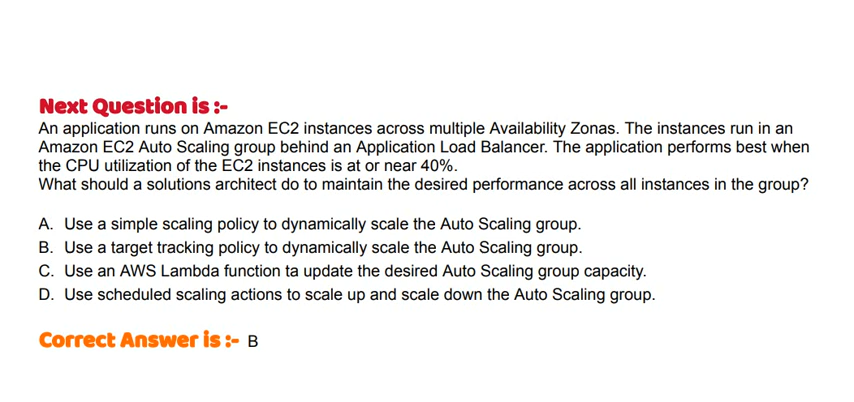 Next Question is :-
An application runs on Amazon EC2 instances across multiple Availability Zonas. The instances run in an
Amazon EC2 Auto Scaling group behind an Application Load Balancer. The application performs best when
the CPU utilization of the EC2 instances is at or near 40%.
What should a solutions architect do to maintain the desired performance across all instances in the group?
A. Use a simple scaling policy to dynamically scale the Auto Scaling group.
B. Use a target tracking policy to dynamically scale the Auto Scaling group.
C. Use an AWS Lambda function ta update the desired Auto Scaling group capacity.
D. Use scheduled scaling actions to scale up and scale down the Auto Scaling group.
Correct Answer is :- B